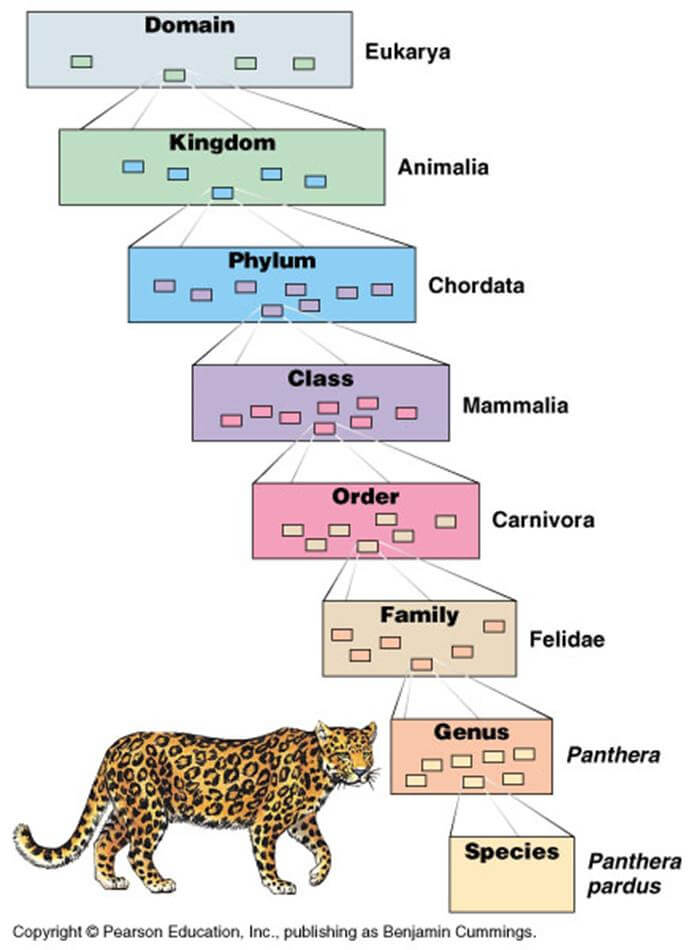 Domain
Eukarya
Kingdom
Animalia
Phylum
Chordata
Class
Mammalia
Order
Carnivora
Family
Felidae
Genus
Panthera
Species
Panthera
pardus
Copyright © Pearson Education, Inc., publishing as Benjamin Cummings.